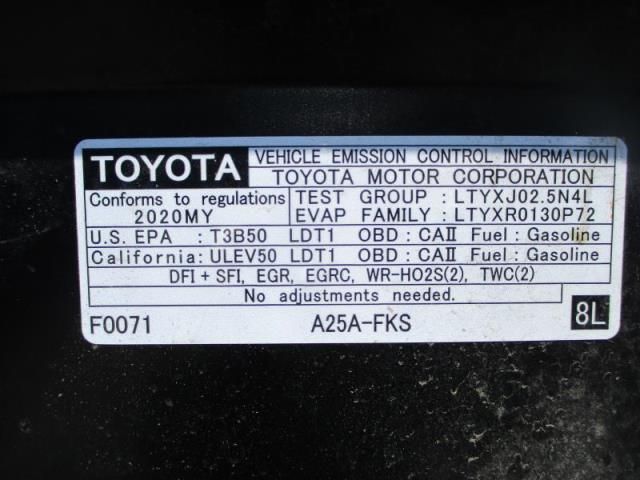 TOYOTA
VEHICLE EMISSION CONTROL INFORMATION
TOYOTA MOTOR CORPORATION
Conforms to regulations
2020MY
TEST GROUP : LTYXJ02.5N4L
EVAP FAMILY : LTYXR0130P72
U.S. EPA : T3B50 LDT1 OBD : CAII Fuel : Gasoline
California: ULEV50 LDT1 OBD : CAII Fuel : Gasoline
DFI + SFI, EGR, EGRC, WR-HO2S(2), TWC(2)
No adjustments needed.
F0071 A25A-FKS 8L